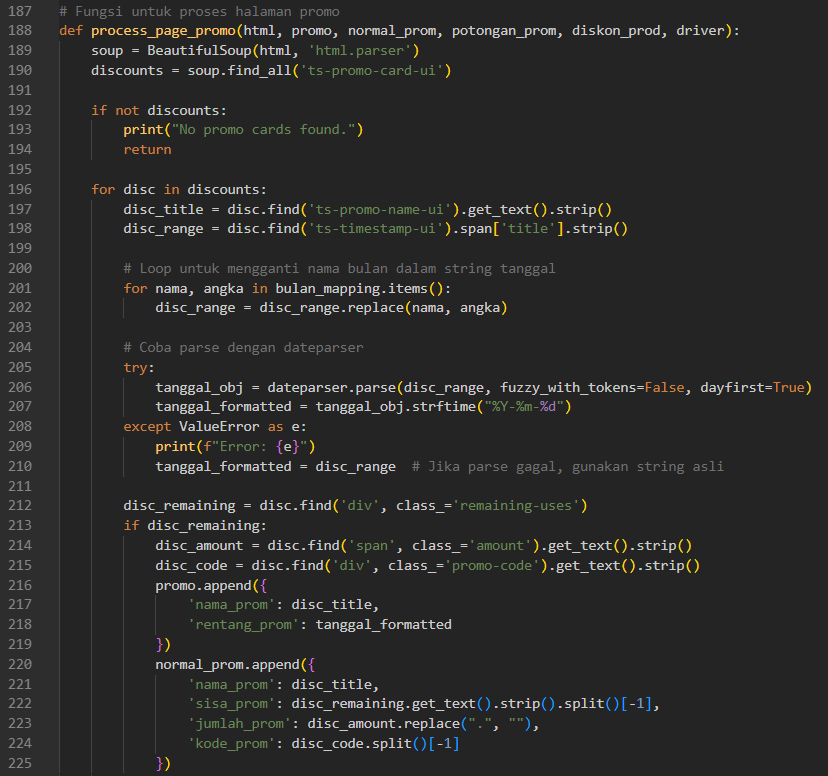 187 # Fungsi untuk proses halaman promo
188 def process_page_promo(html, promo, normal_prom, potongan_prom, diskon_prod, driver):
189     soup = BeautifulSoup(html, 'html.parser')
190     discounts = soup.find_all('ts-promo-card-ui')
191
192     if not discounts:
193         print("No promo cards found.")
194         return
195
196     for disc in discounts:
197         disc_title = disc.find('ts-promo-name-ui').get_text().strip()
198         disc_range = disc.find('ts-timestamp-ui').span['title'].strip()
199
200         # Loop untuk mengganti nama bulan dalam string tanggal
201         for nama, angka in bulan_mapping.items():
202             disc_range = disc_range.replace(nama, angka)
203
204         # Coba parse dengan dateparser
205         try:
206             tanggal_obj = dateparser.parse(disc_range, fuzzy_with_tokens=False, dayfirst=True)
207             tanggal_formatted = tanggal_obj.strftime("%Y-%m-%d")
208         except ValueError as e:
209             print(f"Error: {e}")
210             tanggal_formatted = disc_range  # Jika parse gagal, gunakan string asli
211
212         disc_remaining = disc.find('div', class_='remaining-uses')
213         if disc_remaining:
214             disc_amount = disc.find('span', class_='amount').get_text().strip()
215             disc_code = disc.find('div', class_='promo-code').get_text().strip()
216             promo.append({
217                 'nama_prom': disc_title,
218                 'rentang_prom': tanggal_formatted
219             })
220             normal_prom.append({
221                 'nama_prom': disc_title,
222                 'sisa_prom': disc_remaining.get_text().strip().split()[-1],
223                 'jumlah_prom': disc_amount.replace(".", ""),
224                 'kode_prom': disc_code.split()[-1]
225             })